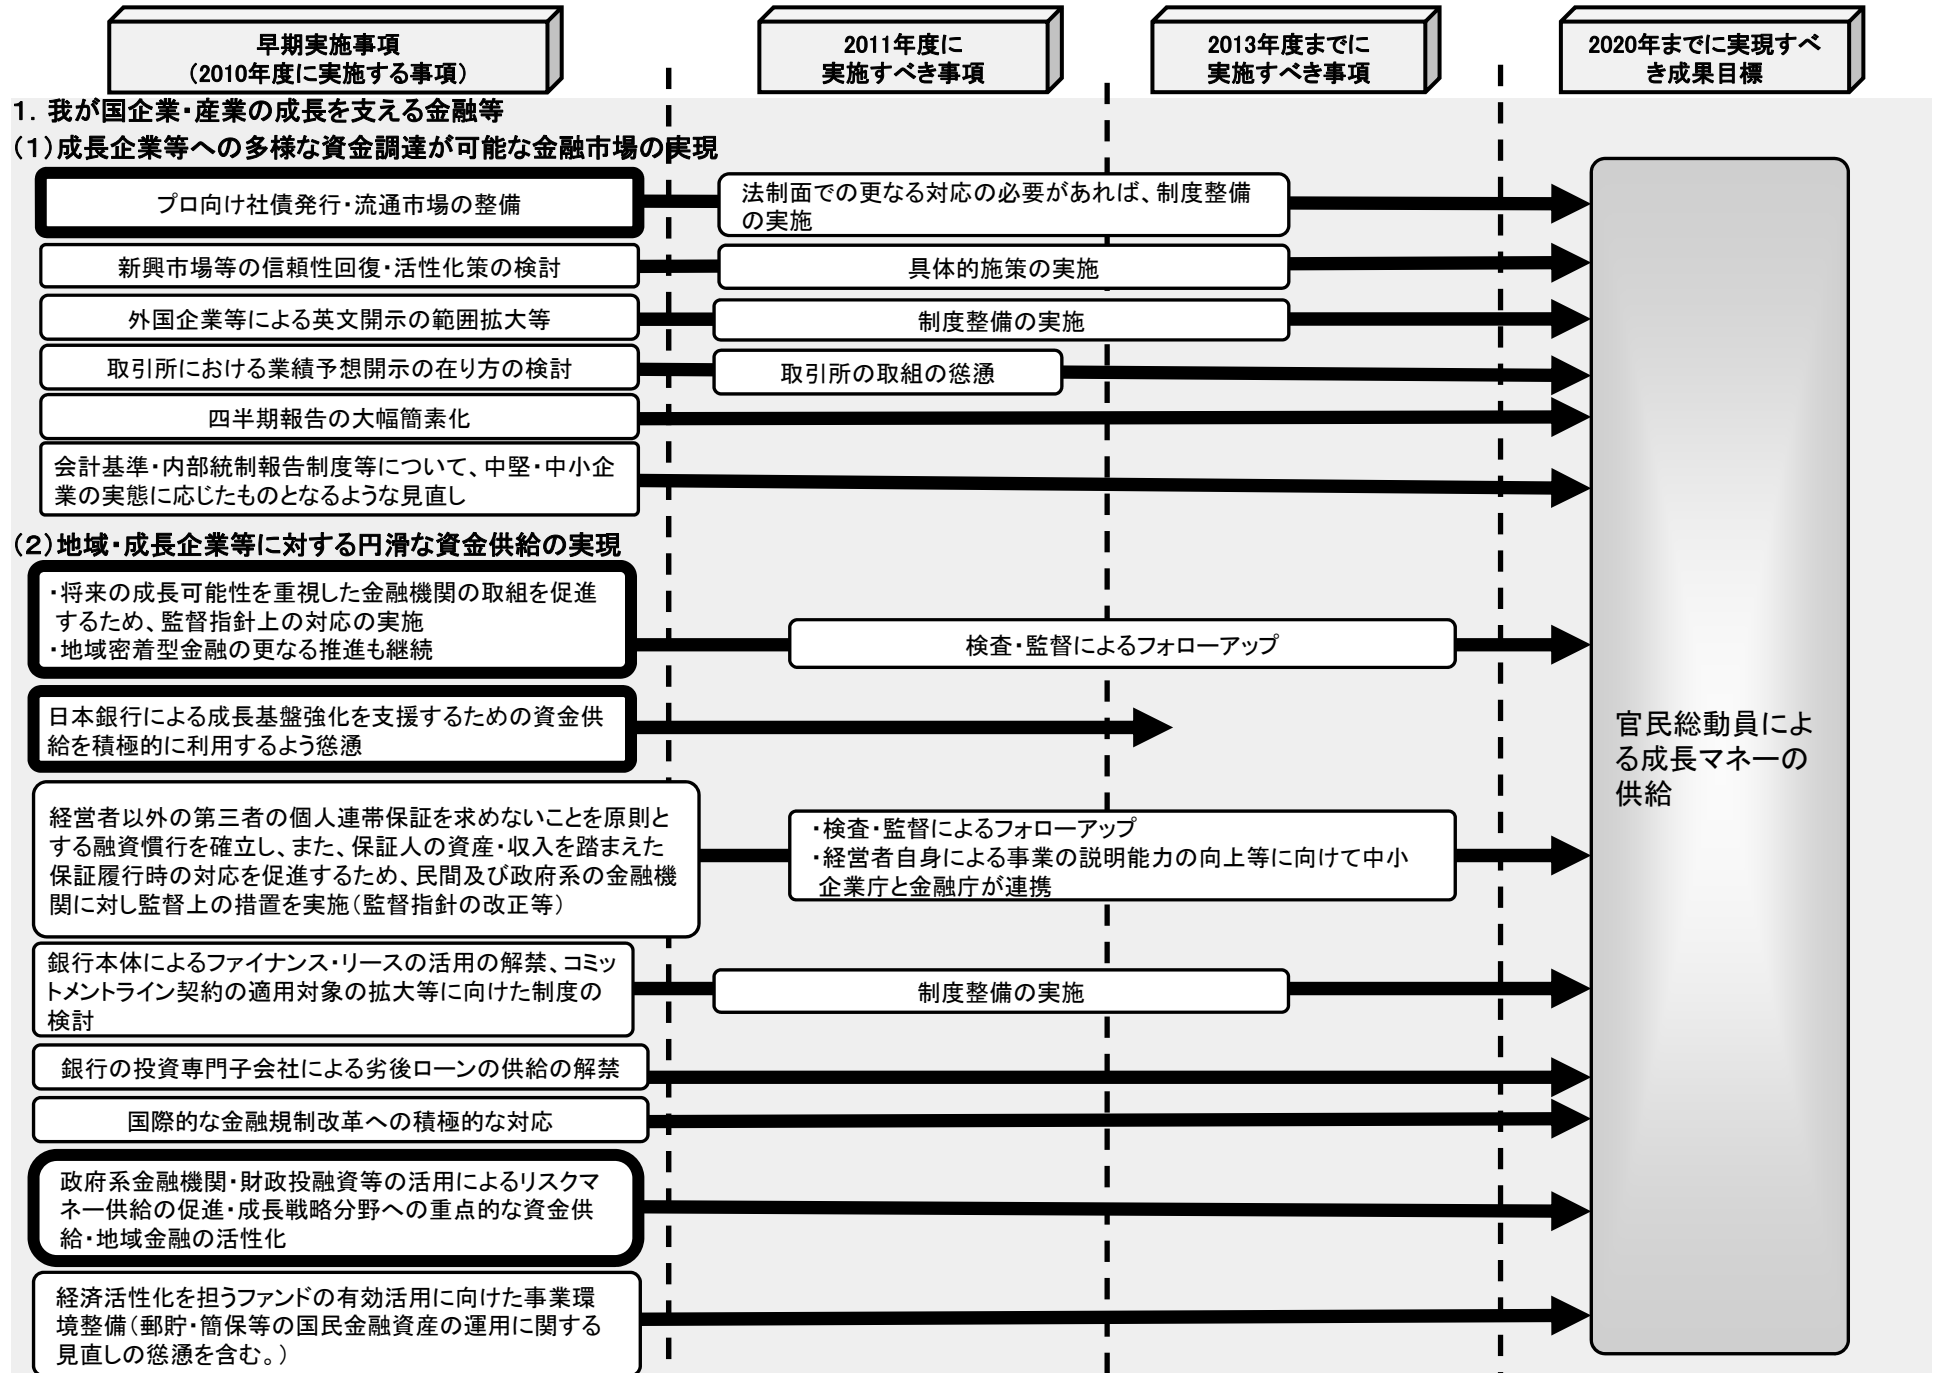 早期実施事項
(2010年度に実施する事項)
2011年度に
実施すべき事項
2013年度までに
実施すべき事項
2020年までに実現すべ
き成果目標
1．我が国企業・産業の成長を支える金融等
(1)成長企業等への多様な資金調達が可能な金融市場の実現
プロ向け社債発行・流通市場の整備
法制面での更なる対応の必要があれば、制度整備
の実施
新興市場等の信頼性回復・活性化策の検討
具体的施策の実施
外国企業等による英文開示の範囲拡大等
制度整備の実施
取引所における業績予想開示の在り方の検討
取引所の取組の慫慂
四半期報告の大幅簡素化
会計基準・内部統制報告制度等について、中堅・中小企
業の実態に応じたものとなるような見直し
(2)地域・成長企業等に対する円滑な資金供給の実現
・将来の成長可能性を重視した金融機関の取組を促進
するため、監督指針上の対応の実施
・地域密着型金融の更なる推進も継続
検査・監督によるフォローアップ
日本銀行による成長基盤強化を支援するための資金供
給を積極的に利用するよう慫慂
経営者以外の第三者の個人連帯保証を求めないことを原則と
する融資慣行を確立し、また、保証人の資産・収入を踏まえた
保証履行時の対応を促進するため、民間及び政府系の金融機
関に対し監督上の措置を実施(監督指針の改正等)
・検査・監督によるフォローアップ
・経営者自身による事業の説明能力の向上等に向けて中小
企業庁と金融庁が連携
銀行本体によるファイナンス・リースの活用の解禁、コミッ
トメントライン契約の適用対象の拡大等に向けた制度の
検討
制度整備の実施
銀行の投資専門子会社による劣後ローンの供給の解禁
国際的な金融規制改革への積極的な対応
政府系金融機関・財政投融資等の活用によるリスクマ
ネー供給の促進・成長戦略分野への重点的な資金供
給・地域金融の活性化
経済活性化を担うファンドの有効活用に向けた事業環
境整備(郵貯・簡保等の国民金融資産の運用に関する
見直しの慫慂を含む。)
官民総動員によ
る成長マネーの
供給